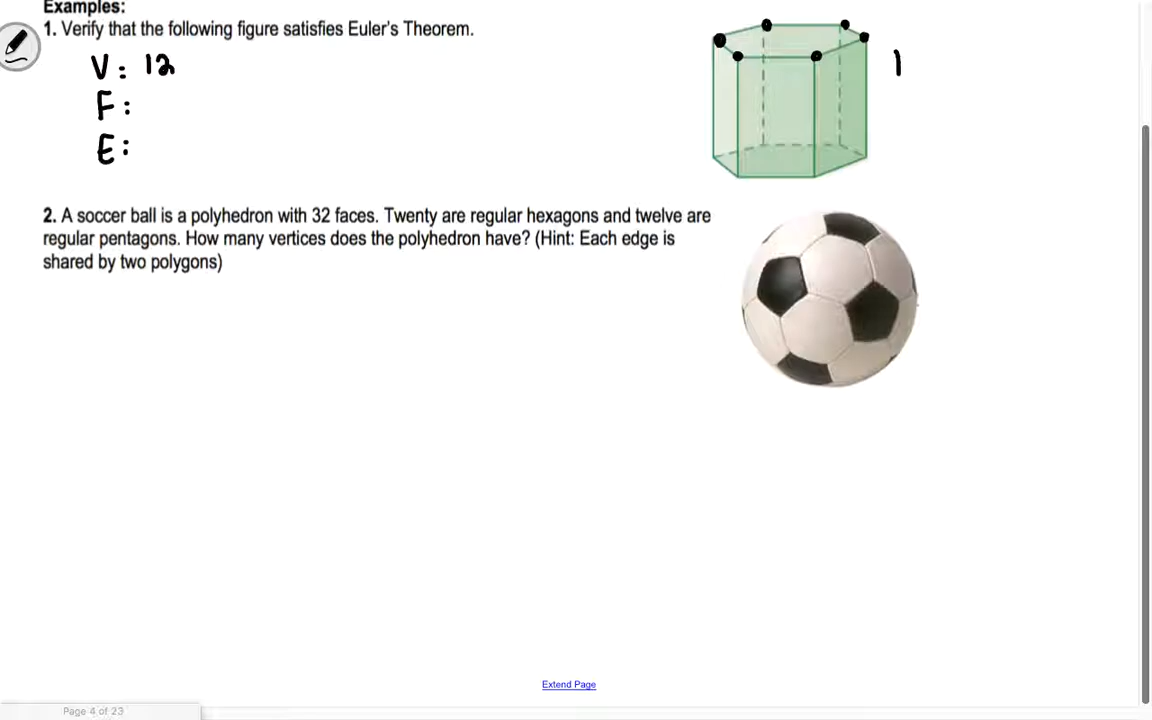 Examples:
1. Verify that the following figure satisfies Euler's Theorem.
V: 12
F:
E:
1
2. A soccer ball is a polyhedron with 32 faces. Twenty are regular hexagons and twelve are
regular pentagons. How many vertices does the polyhedron have? (Hint: Each edge is
shared by two polygons)
Extend Page
Page 4 of 23